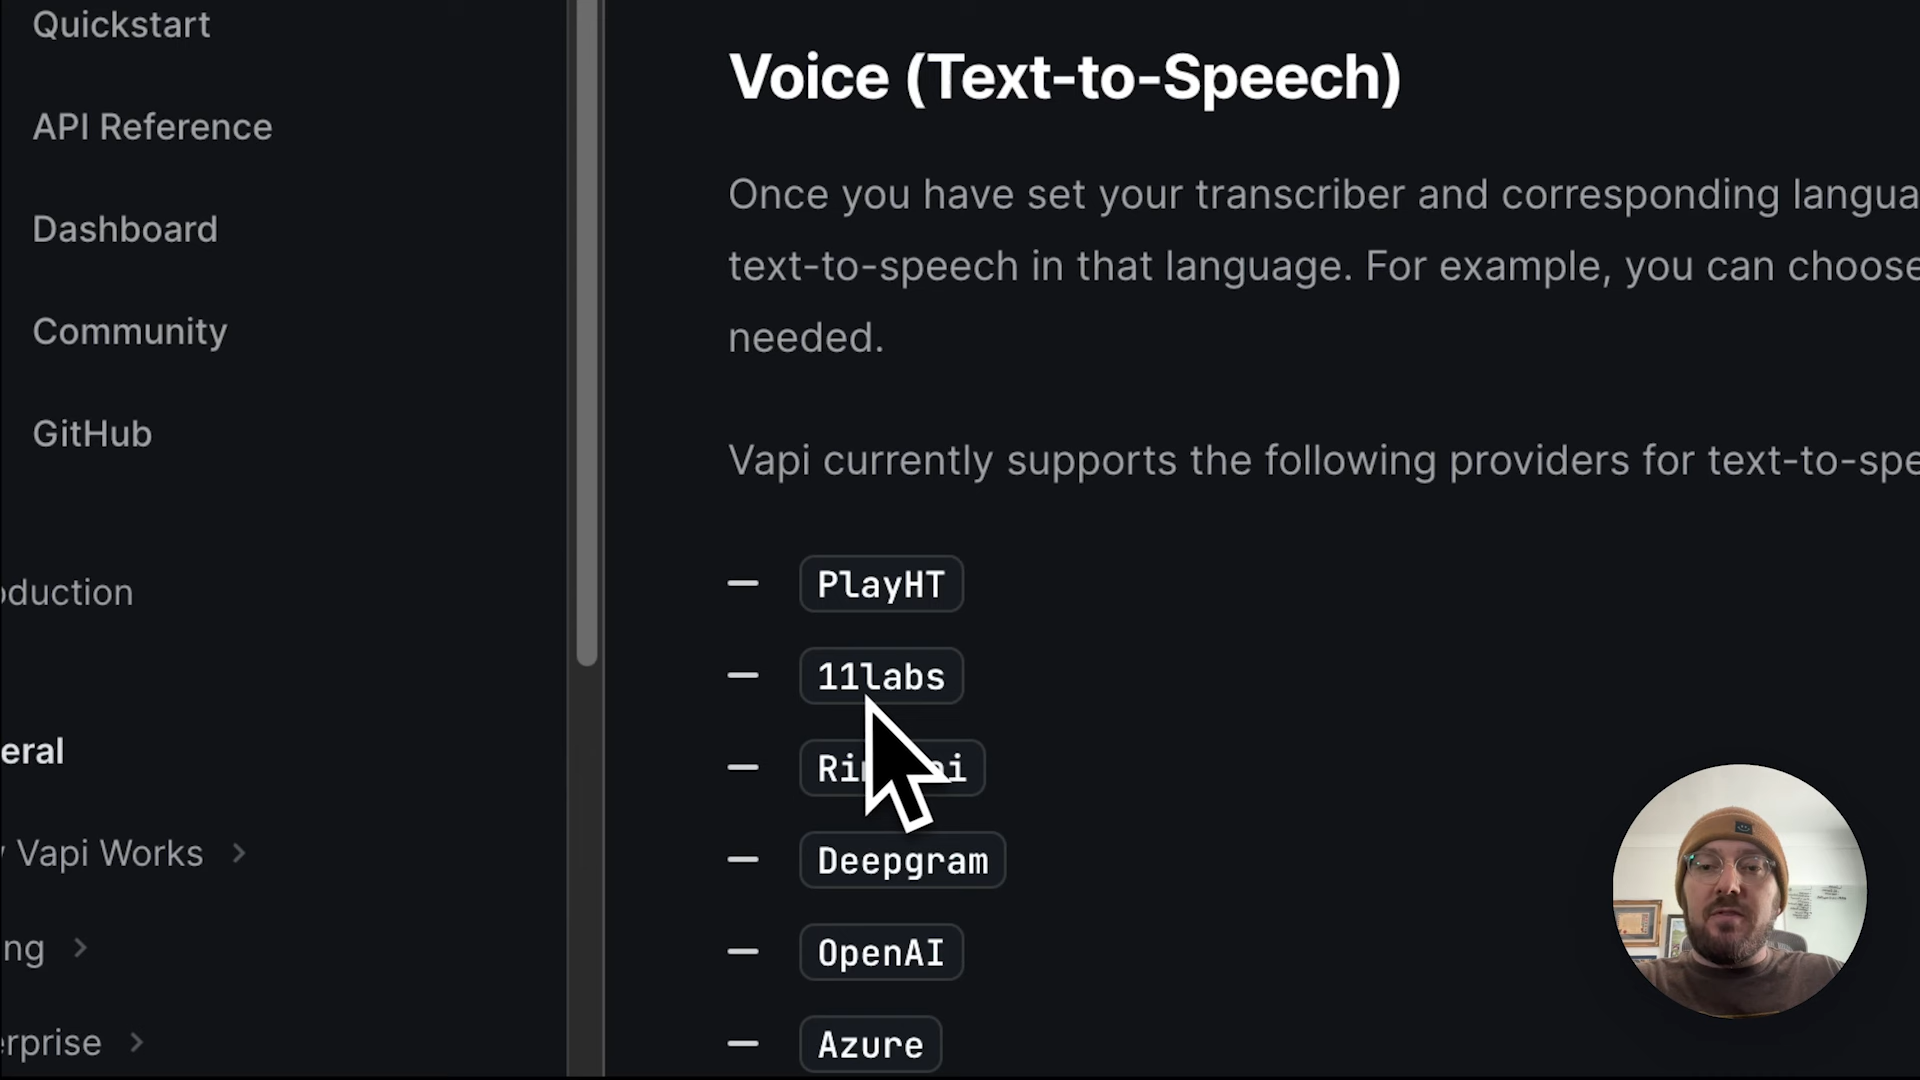 Quickstart
API Reference
Dashboard
Community
GitHub
oduction
eral
Vapi Works
ng
erprise
Voice (Text-to-Speech)
Once you have set your transcriber and corresponding langua
text-to-speech in that language. For example, you can choose
needed.
Vapi currently supports the following providers for text-to-spe
PlayHT
11labs
Deepgram
OpenAI
Azure